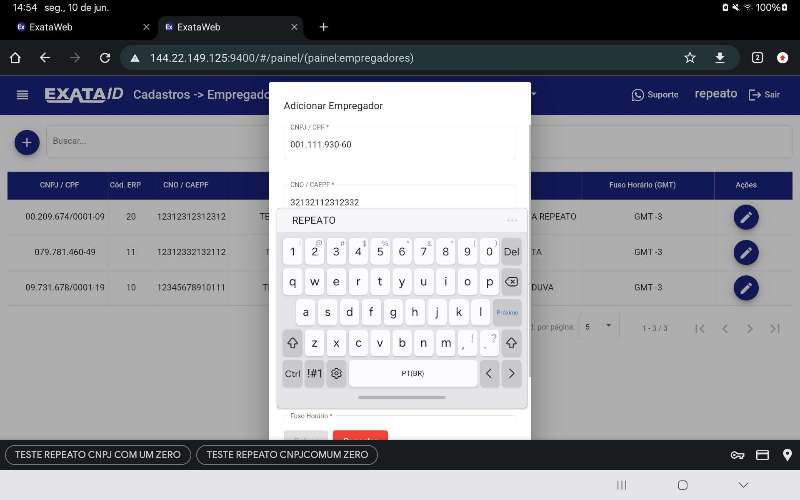 14:54 seg., 10 de jun.
100%
Ex ExataWeb
Ex ExataWeb
144.22.149.125:9400/#/painel/(painel:empregadores)
2
EXATA ID
Cadastros -> Empregado
Suporte
repeato
Sair
Buscar...
Adicionar Empregador
CNPJ / CPF *
001.111.930-60
CNO / CAEPF *
32132112312332
CNPJ / CPF Cód. ERP CNO / CAEPF Fuso Horário (GMT) Ações
00.209.674/0001-09 20 12312312312312 TE A REPEATO GMT -3
079.781.460-49 11 12312332132112 TA GMT -3
09.731.678/0001-19 10 12345678910111 DUVA GMT -3
por página: 5 1 - 3 / 3
REPEATO ...
1 2 3 4 5 6 7 8 9 0 Del
q w e r t y u i o p
a s d f g h j k l Próximo
z x c v b n m , ! . ?
Ctrl !#1 PT(BR) < >
Fuso Horário *
TESTE REPEATO CNPJ COM UM ZERO
TESTE REPEATO CNPJCOMUM ZERO